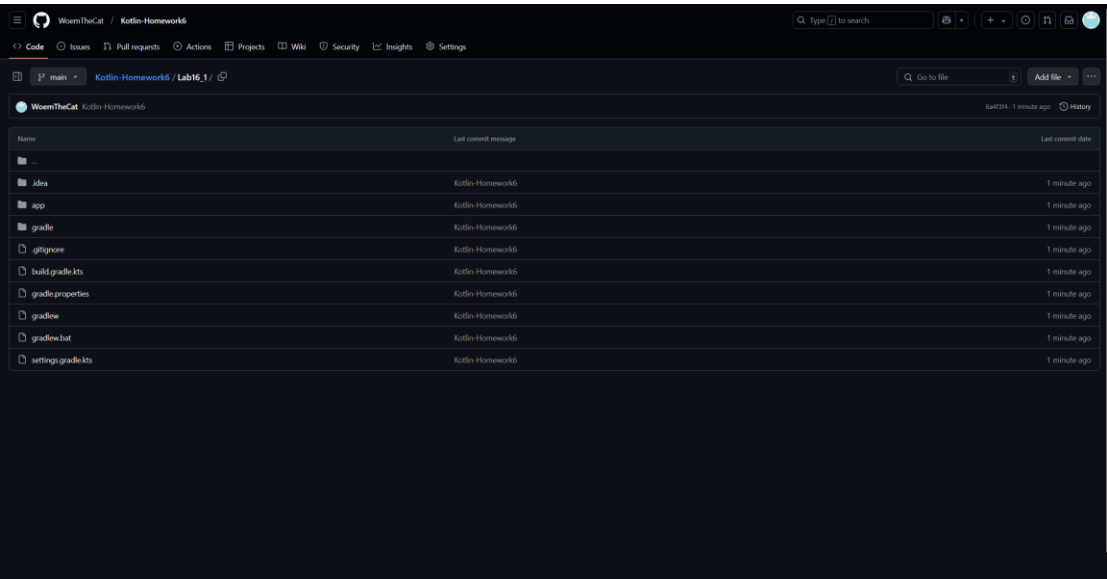 WoemTheCat / Kotlin-Homework6 Type / to search
Code Issues Pull requests Actions Projects Wiki Security Insights Settings
main Kotlin-Homework6 / Lab16_1 / Go to file t Add file
WoemTheCat Kotlin-Homework6 6a4f3f4 · 1 minute ago History
Name Last commit message Last commit date
..
.idea Kotlin-Homework6 1 minute ago
app Kotlin-Homework6 1 minute ago
gradle Kotlin-Homework6 1 minute ago
.gitignore Kotlin-Homework6 1 minute ago
build.gradle.kts Kotlin-Homework6 1 minute ago
gradle.properties Kotlin-Homework6 1 minute ago
gradlew Kotlin-Homework6 1 minute ago
gradlew.bat Kotlin-Homework6 1 minute ago
settings.gradle.kts Kotlin-Homework6 1 minute ago